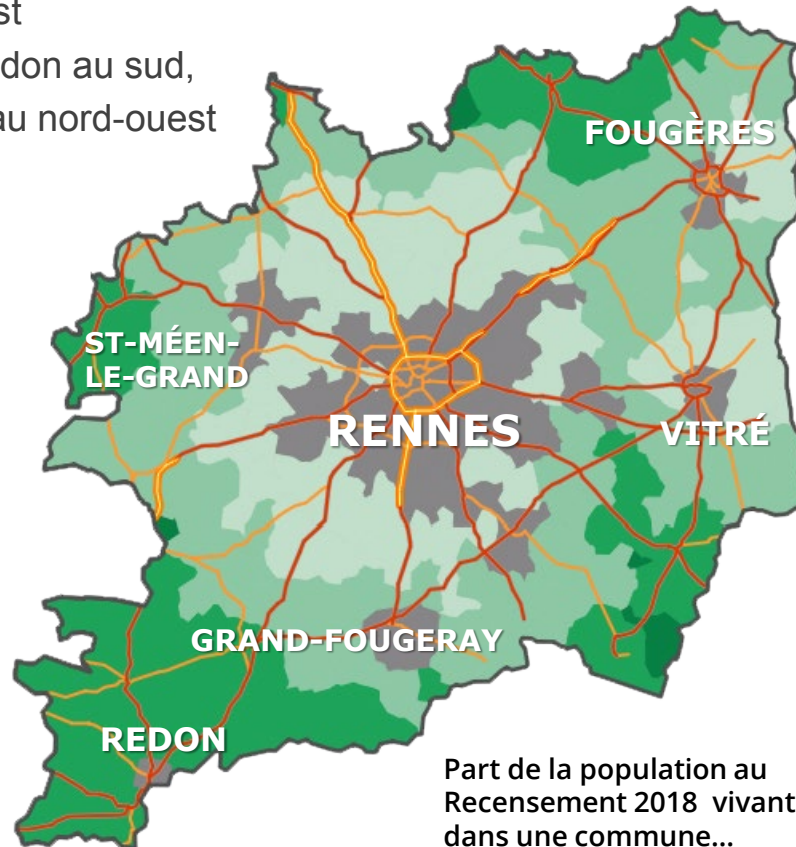 st
don au sud,
au nord-ouest
FOUGÈRES
ST-MÉEN-
LE-GRAND
RENNES
VITRÉ
GRAND-FOUGERAY
REDON
Part de la population au
Recensement 2018 vivant
dans une commune...